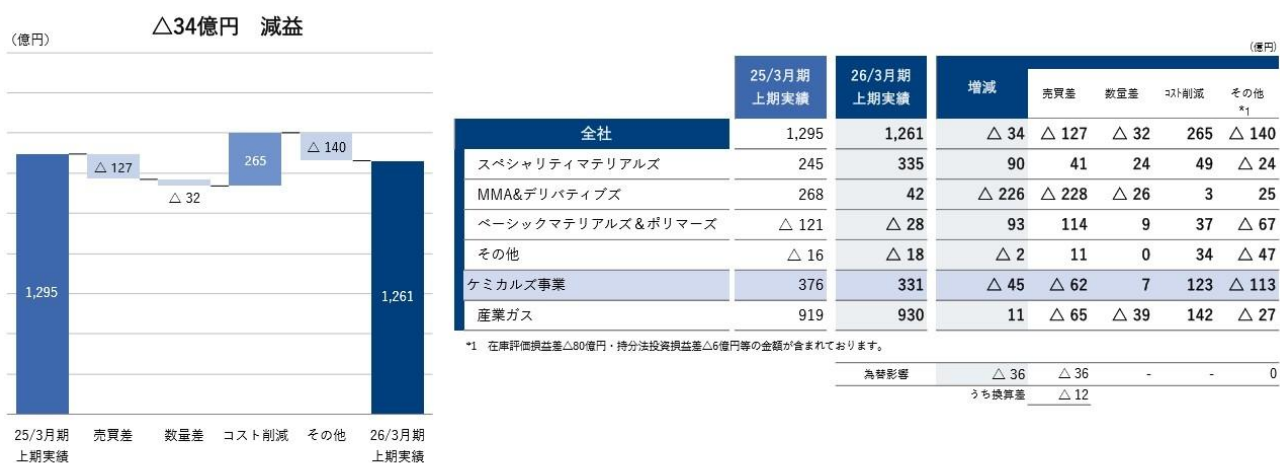 △34億円 減益
(億円)
1,295
△ 127
△ 32
265
△ 140
1,261
25/3月期 上期実績
売買差
数量差
コスト削減
その他
26/3月期 上期実績
(億円)
25/3月期 上期実績 26/3月期 上期実績 増減 売買差 数量差 コスト削減 その他 *1
全社 1,295 1,261 △ 34 △ 127 △ 32 265 △ 140
スペシャリティマテリアルズ 245 335 90 41 24 49 △ 24
MMA&デリバティブズ 268 42 △ 226 △ 228 △ 26 3 25
ベーシックマテリアルズ&ポリマーズ △ 121 △ 28 93 114 9 37 △ 67
その他 △ 16 △ 18 △ 2 11 0 34 △ 47
ケミカルズ事業 376 331 △ 45 △ 62 7 123 △ 113
産業ガス 919 930 11 △ 65 △ 39 142 △ 27
*1 在庫評価損益差△80億円・持分法投資損益差△6億円等の金額が含まれております。
為替影響 △ 36 △ 36 - - 0
うち換算差 △ 12